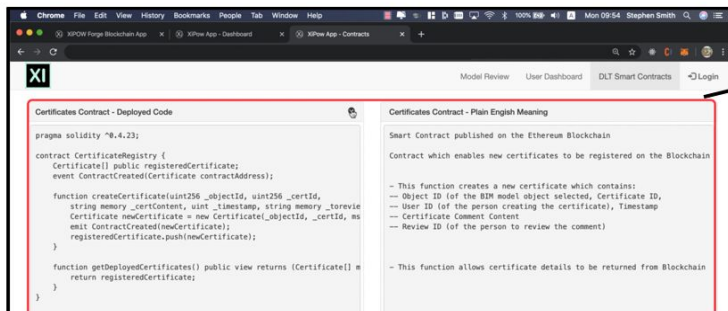 Chrome File Edit View History Bookmarks People Tab Window Help 100% Mon 09:54 Stephen Smith
XiPOW Forge Blockchain App XiPow App - Dashboard XiPow App - Contracts
XI Model Review User Dashboard DLT Smart Contracts Login
Certificates Contract - Deployed Code
pragma solidity ^0.4.23;
contract CertificateRegistry {
Certificate[] public registeredCertificate;
event ContractCreated(Certificate contractAddress);
function createCertificate(uint256 _objectId, uint256 _certId,
string memory _certContent, uint _timestamp, string memory _torevie
Certificate newCertificate = new Certificate(_objectId, _certId, ms
emit ContractCreated(newCertificate);
registeredCertificate.push(newCertificate);
}
function getDeployedCertificates() public view returns (Certificate[] m
return registeredCertificate;
}
}
Certificates Contract - Plain Engish Meaning
Smart Contract published on the Ethereum Blockchain
Contract which enables new certificates to be registered on the Blockchain
- This function creates a new certificate which contains:
-- Object ID (of the BIM model object selected, Certificate ID,
-- User ID (of the person creating the certificate), Timestamp
-- Certificate Comment Content
-- Review ID (of the person to review the comment)
- This function allows certificate details to be returned from Blockchain